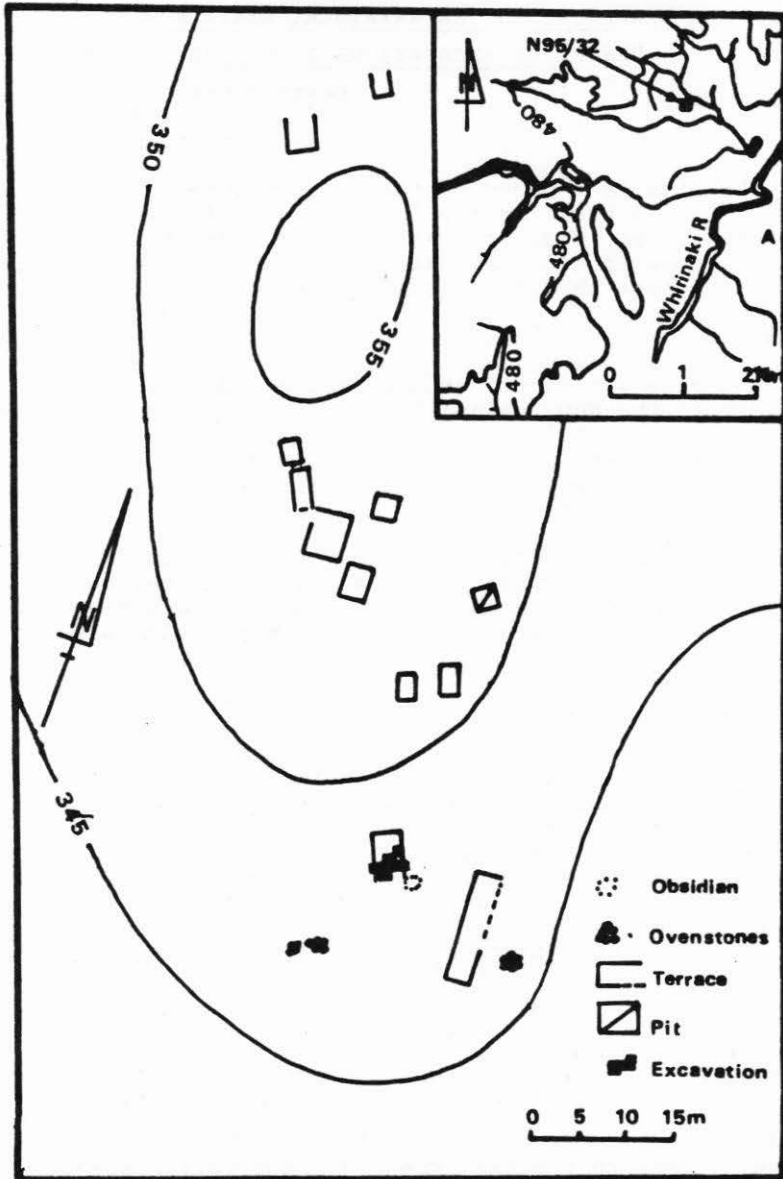 N96/32
N
480
480
480
Whirinaki R
A
0 1 2
350
355
N
345
Obsidian
Ovenstones
Terrace
Pit
Excavation
0 5 10 15m